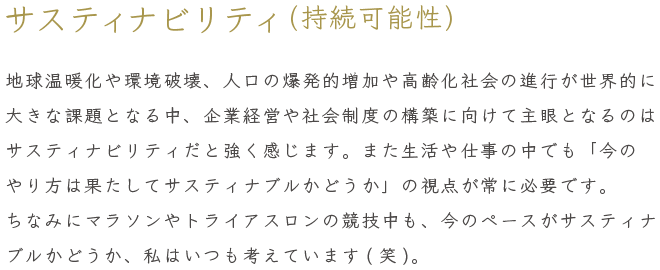 サスティナビリティ(持続可能性)
地球温暖化や環境破壊、人口の爆発的増加や高齢化社会の進行が世界的に
大きな課題となる中、企業経営や社会制度の構築に向けて主眼となるのは
サスティナビリティだと強く感じます。また生活や仕事の中でも「今の
やり方は果たしてサスティナブルかどうか」の視点が常に必要です。
ちなみにマラソンやトライアスロンの競技中も、今のペースがサスティナ
ブルかどうか、私はいつも考えています(笑)。